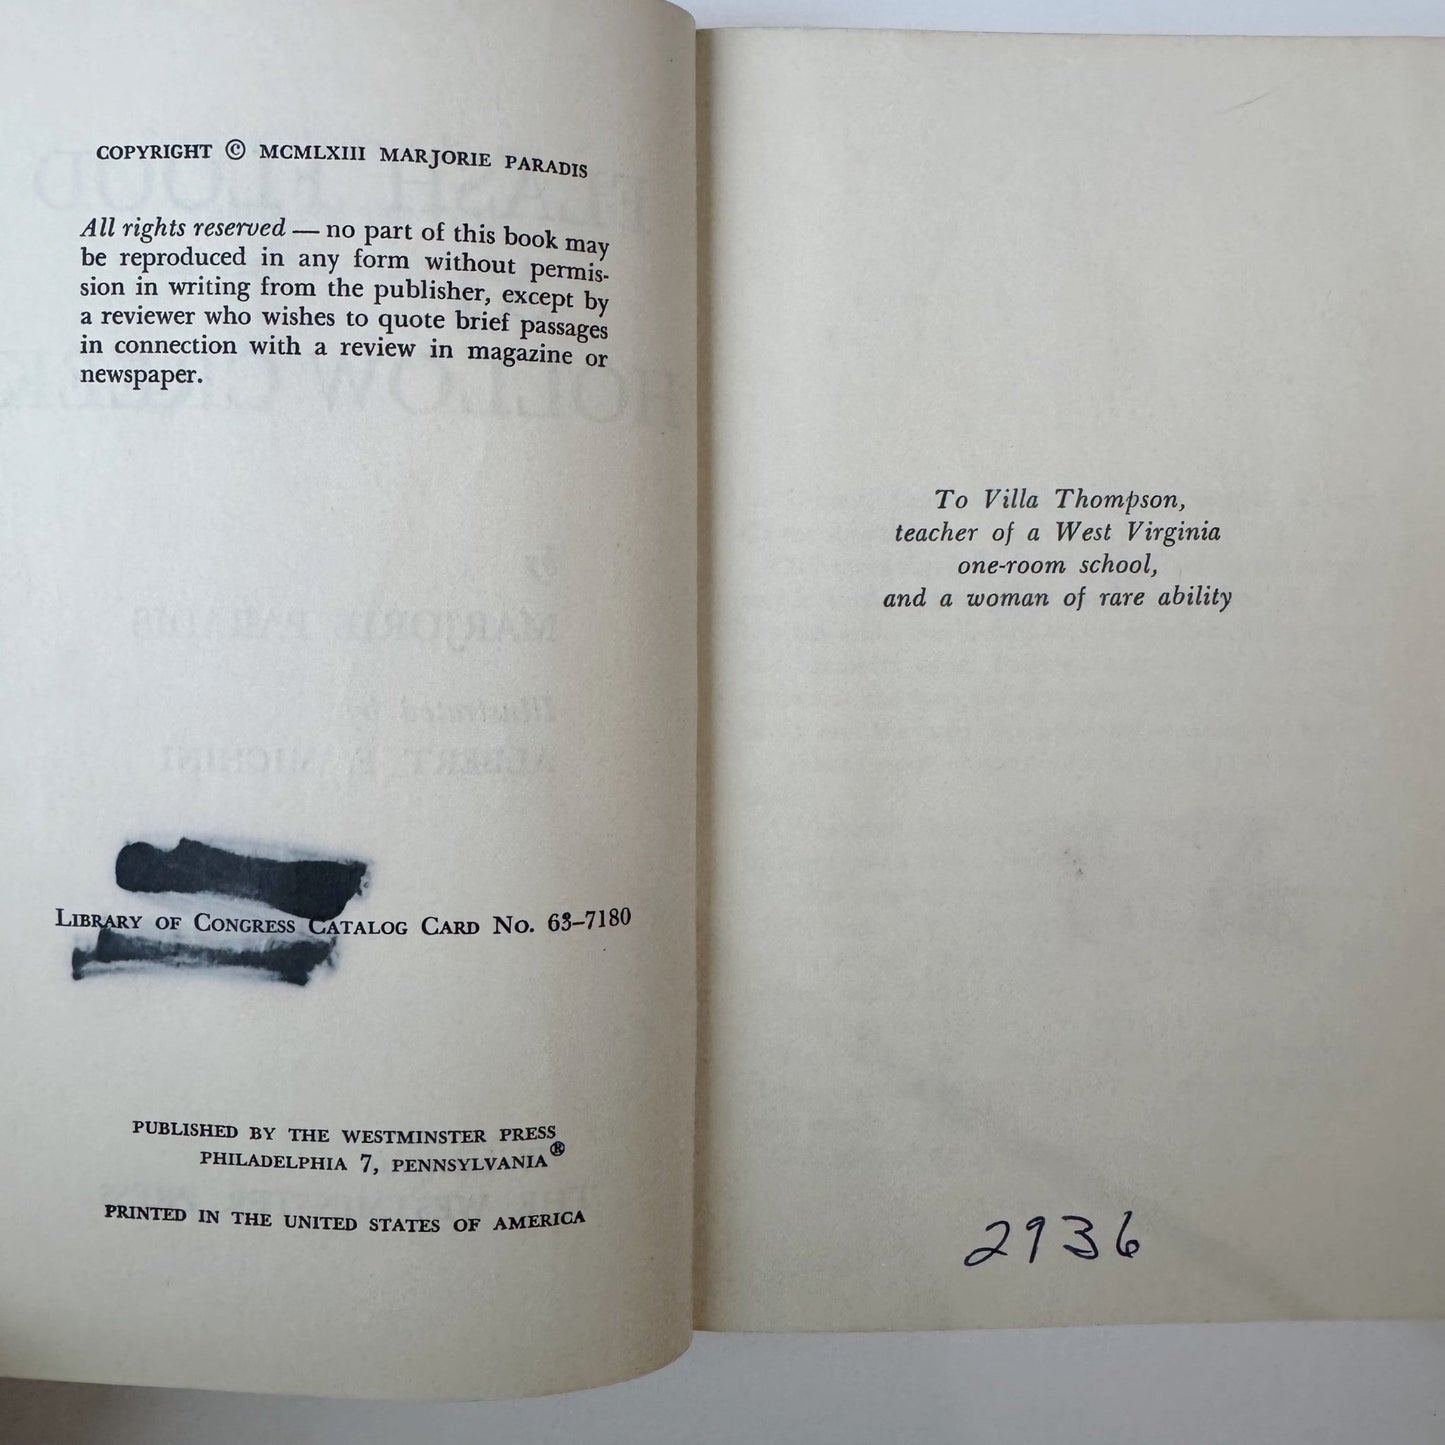 COPYRIGHT © MCMLXIII MARJORIE PARADIS
All rights reserved — no part of this book may
be reproduced in any form without permis-
sion in writing from the publisher, except by
a reviewer who wishes to quote brief passages
in connection with a review in magazine or
newspaper.
LIBRARY OF CONGRESS CATALOG CARD NO. 63–7180
PUBLISHED BY THE WESTMINSTER PRESS
PHILADELPHIA 7, PENNSYLVANIA®
PRINTED IN THE UNITED STATES OF AMERICA
To Villa Thompson,
teacher of a West Virginia
one-room school,
and a woman of rare ability
2936